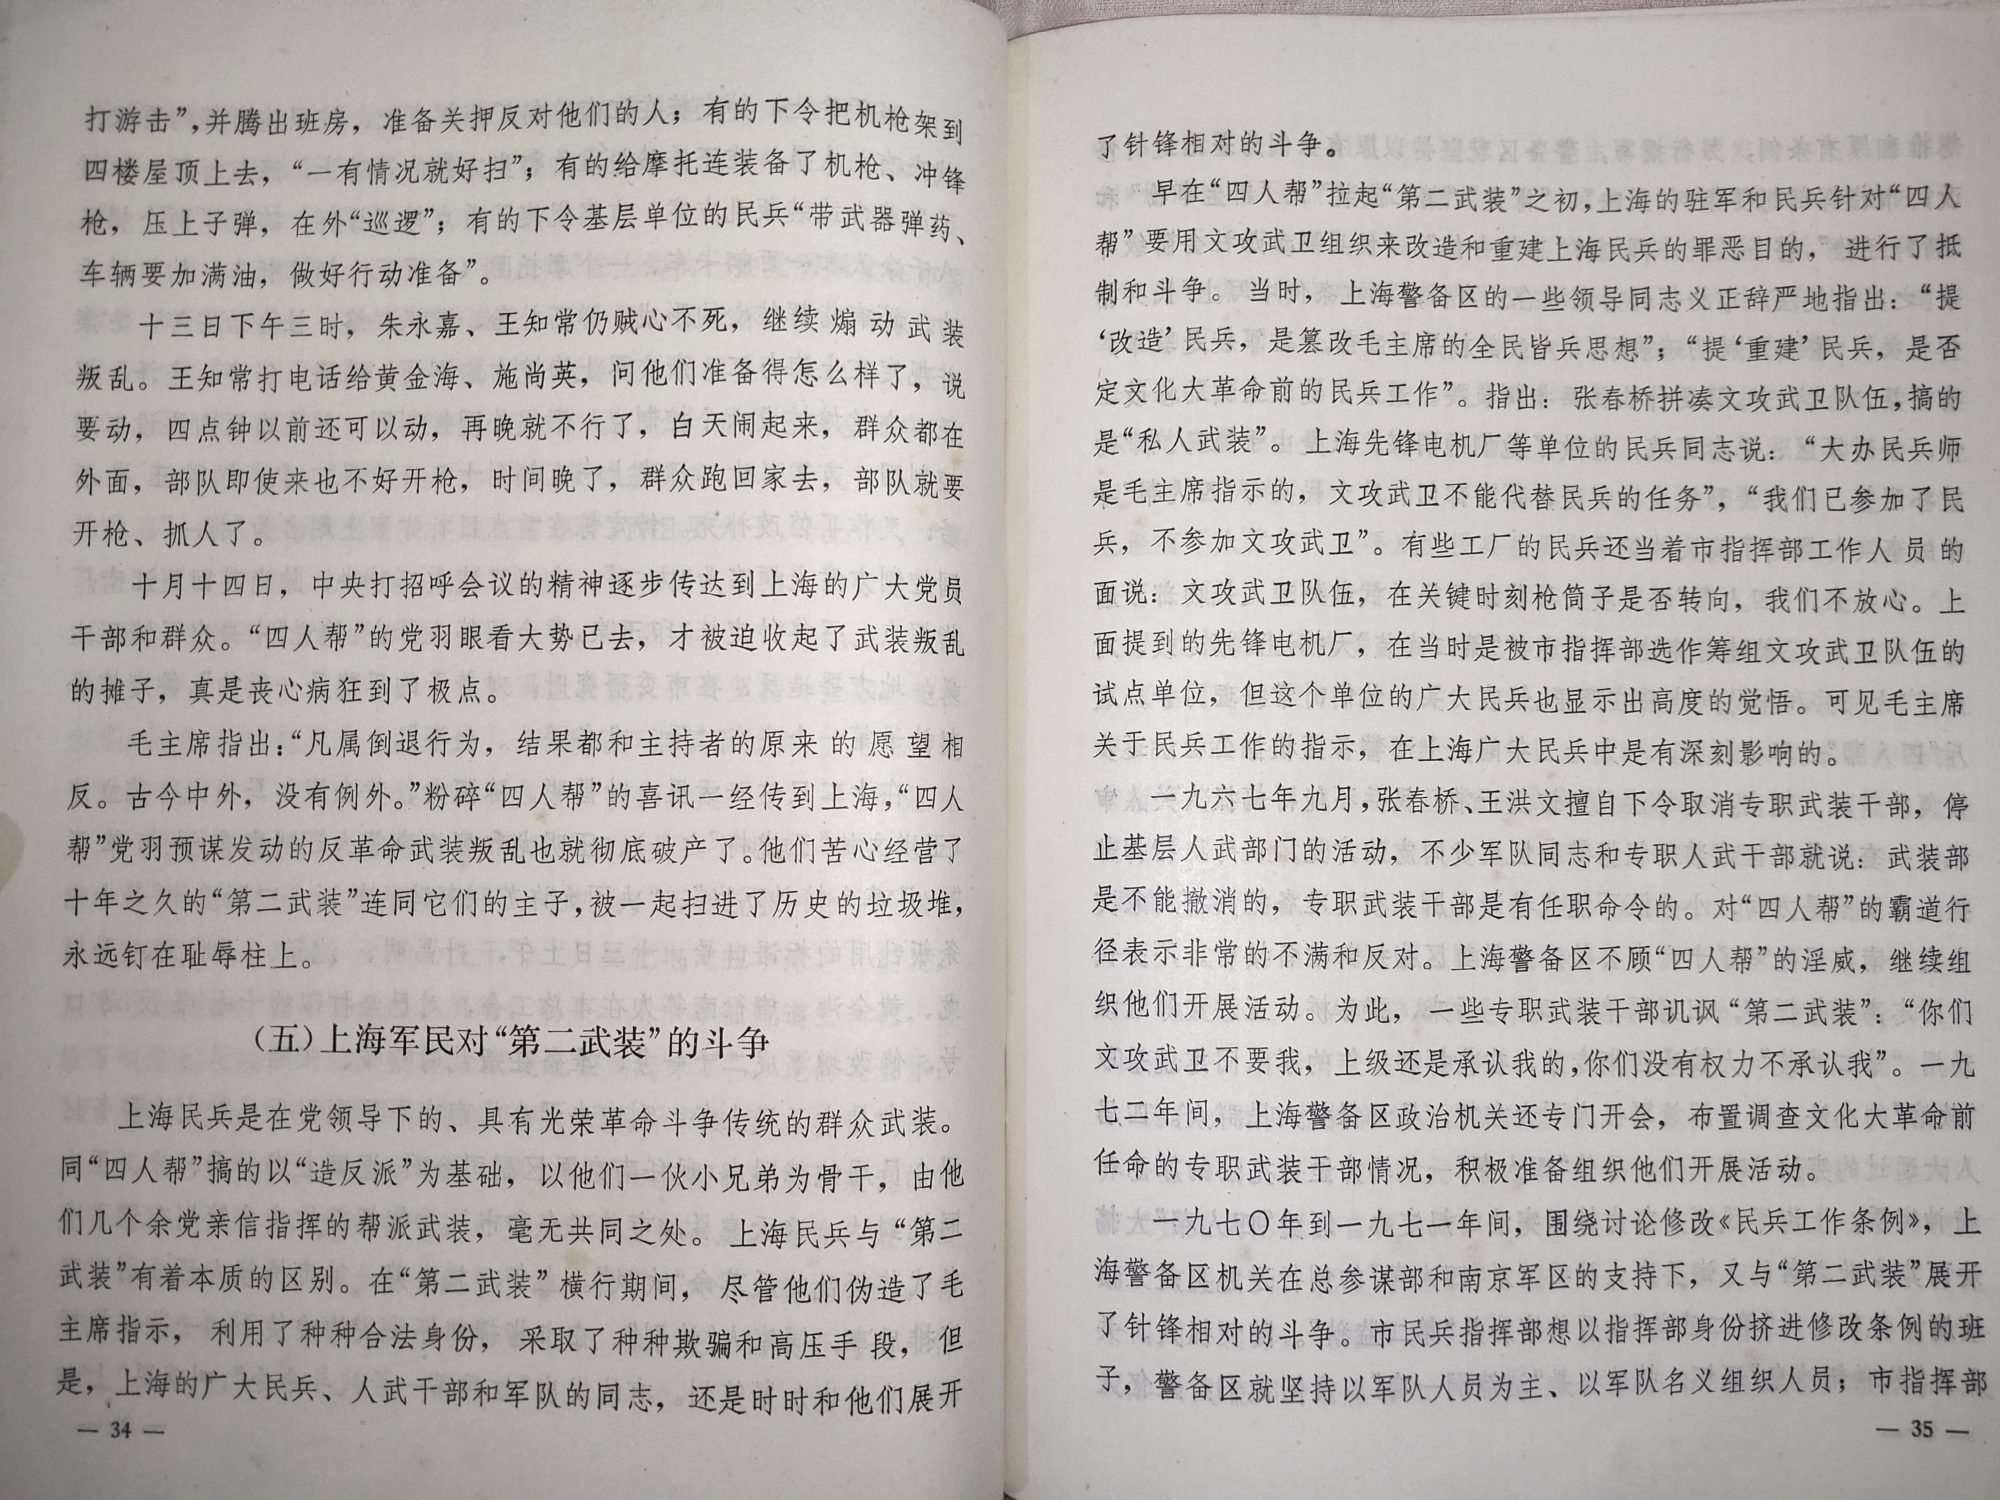 打游击”，并腾出班房，准备关押反对他们的人；有的下令把机枪架到
四楼屋顶上去，“一有情况就好扫”；有的给摩托连装备了机枪、冲锋
枪，压上子弹，在外“巡逻”；有的下令基层单位的民兵“带武器弹药、
车辆要加满油，做好行动准备”。
十三日下午三时，朱永嘉、王知常仍贼心不死，继续煽动武装
叛乱。王知常打电话给黄金海、施尚英，问他们准备得怎么样了，说
要动，四点钟以前还可以动，再晚就不行了，白天闹起来，群众都在
外面，部队即使来也不好开枪，时间晚了，群众跑回家去，部队就要
开枪、抓人了。
十月十四日，中央打招呼会议的精神逐步传达到上海的广大党员
干部和群众。“四人帮”的党羽眼看大势已去，才被迫收起了武装叛乱
的摊子，真是丧心病狂到了极点。
毛主席指出：“凡属倒退行为，结果都和主持者的原来的愿望相
反。古今中外，没有例外。”粉碎“四人帮”的喜讯一经传到上海，“四人
帮”党羽预谋发动的反革命武装叛乱也就彻底破产了。他们苦心经营了
十年之久的“第二武装”连同它们的主子，被一起扫进了历史的垃圾堆，
永远钉在耻辱柱上。
（五）上海军民对“第二武装”的斗争
上海民兵是在党领导下的、具有光荣革命斗争传统的群众武装。
同“四人帮”搞的以“造反派”为基础，以他们一伙小兄弟为骨干，由他
们几个余党亲信指挥的帮派武装，毫无共同之处。上海民兵与“第二
武装”有着本质的区别。在“第二武装”横行期间，尽管他们伪造了毛
主席指示，利用了种种合法身份，采取了种种欺骗和高压手段，但
是，上海的广大民兵、人武干部和军队的同志，还是时时和他们展开
— 34 —
了针锋相对的斗争。
早在“四人帮”拉起“第二武装”之初，上海的驻军和民兵针对“四人
帮”要用文攻武卫组织来改造和重建上海民兵的罪恶目的，进行了抵
制和斗争。当时，上海警备区的一些领导同志义正辞严地指出：“提
‘改造’民兵，是篡改毛主席的全民皆兵思想”；“提‘重建’民兵，是否
定文化大革命前的民兵工作”。指出：张春桥拼凑文攻武卫队伍，搞的
是“私人武装”。上海先锋电机厂等单位的民兵同志说：“大办民兵师
是毛主席指示的，文攻武卫不能代替民兵的任务”，“我们已参加了民
兵，不参加文攻武卫”。有些工厂的民兵还当着市指挥部工作人员的
面说：文攻武卫队伍，在关键时刻枪筒子是否转向，我们不放心。上
面提到的先锋电机厂，在当时是被市指挥部选作筹组文攻武卫队伍的
试点单位，但这个单位的广大民兵也显示出高度的觉悟。可见毛主席
关于民兵工作的指示，在上海广大民兵中是有深刻影响的。
一九六七年九月，张春桥、王洪文擅自下令取消专职武装干部，停
止基层人武部门的活动，不少军队同志和专职人武干部就说：武装部
是不能撤消的，专职武装干部是有任职命令的。对“四人帮”的霸道行
径表示非常的不满和反对。上海警备区不顾“四人帮”的淫威，继续组
织他们开展活动。为此，一些专职武装干部讥讽“第二武装”：“你们
文攻武卫不要我，上级还是承认我的，你们没有权力不承认我”。一九
七二年间，上海警备区政治机关还专门开会，布置调查文化大革命前
任命的专职武装干部情况，积极准备组织他们开展活动。
一九七〇年到一九七一年间，围绕讨论修改《民兵工作条例》，上
海警备区机关在总参谋部和南京军区的支持下，又与“第二武装”展开
了针锋相对的斗争。市民兵指挥部想以指挥部身份挤进修改条例的班
子，警备区就坚持以军队人员为主、以军队名义组织人员；市指挥部
— 35 —